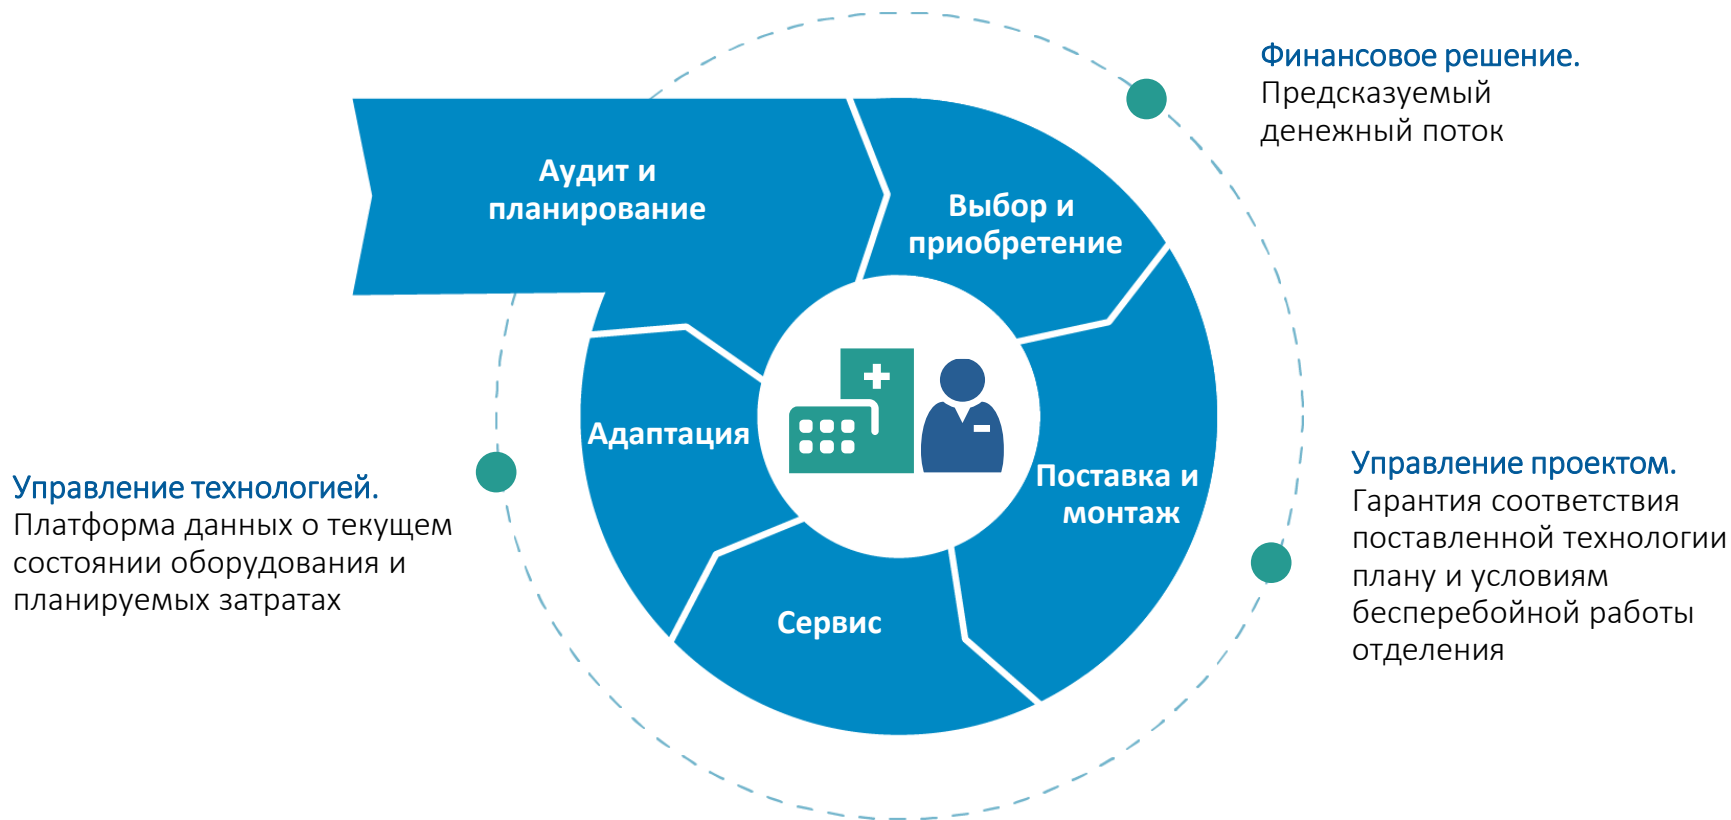 Финансовое решение.
Предсказуемый
денежный поток
Аудит и
планирование
Выбор и
приобретение
Адаптация
Поставка и
монтаж
Сервис
Управление технологией.
Платформа данных о текущем
состоянии оборудования и
планируемых затратах
Управление проектом.
Гарантия соответствия
поставленной технологии
плану и условиям
бесперебойной работы
отделения